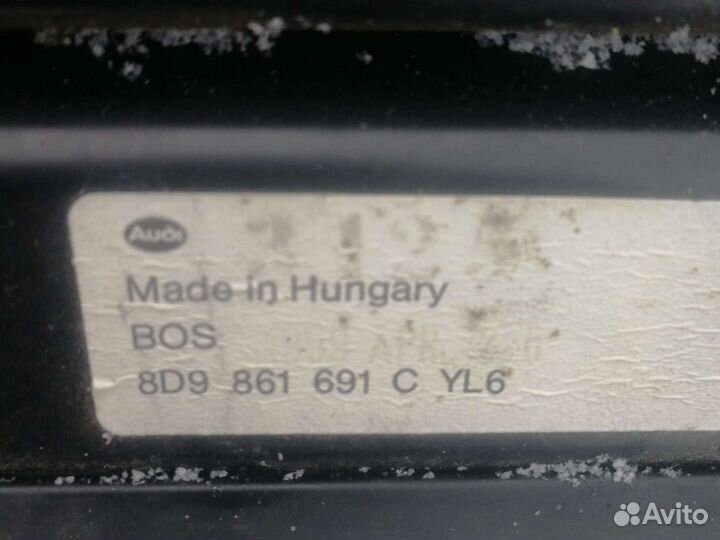 Audi
Made in Hungary
BOS
8D9 861 691 C YL6
Avito